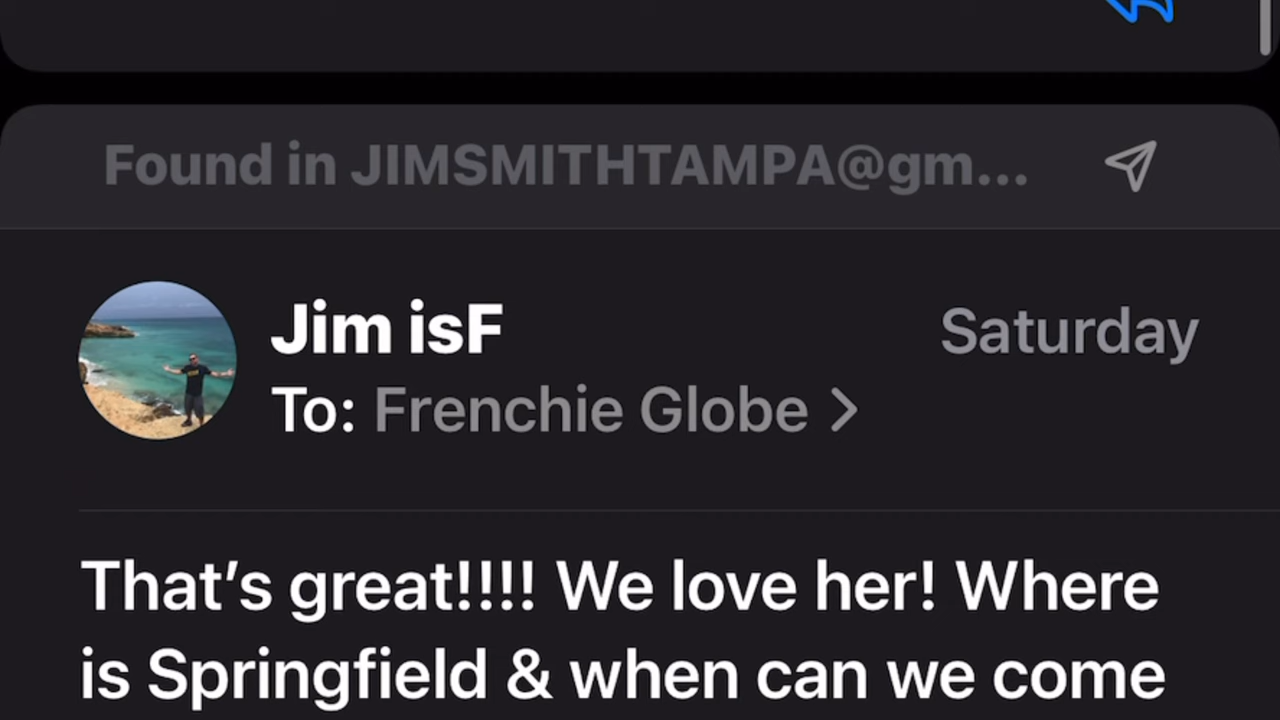 Found in JIMSMITHTAMPA@gm...
Jim isF
Saturday
To: Frenchie Globe >
That’s great!!!! We love her! Where
is Springfield & when can we come